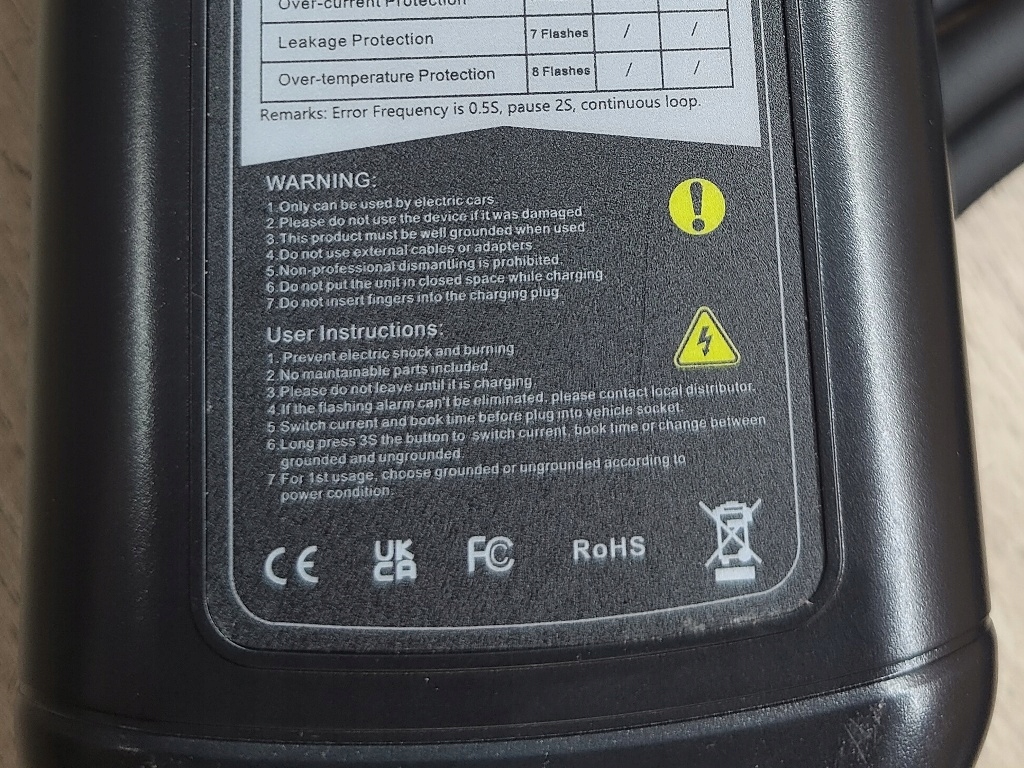 Over-current Protection
Leakage Protection 7 Flashes / /
Over-temperature Protection 8 Flashes / /
Remarks: Error Frequency is 0.5S, pause 2S, continuous loop.
WARNING:
1.Only can be used by electric cars
2.Please do not use the device if it was damaged
3.This product must be well grounded when used
4.Do not use external cables or adapters
5.Non-professional dismantling is prohibited.
6.Do not put the unit in closed space while charging.
7.Do not insert fingers into the charging plug
User Instructions:
1. Prevent electric shock and burning
2.No maintainable parts included
3.Please do not leave until it is charging.
4.If the flashing alarm can't be eliminated, please contact local distributor.
5.Switch current and book time before plug into vehicle socket.
6.Long press 3S the button to switch current, book time or change between
grounded and ungrounded.
7.For 1st usage, choose grounded or ungrounded according to
power condition.
CE UK CA FC RoHS